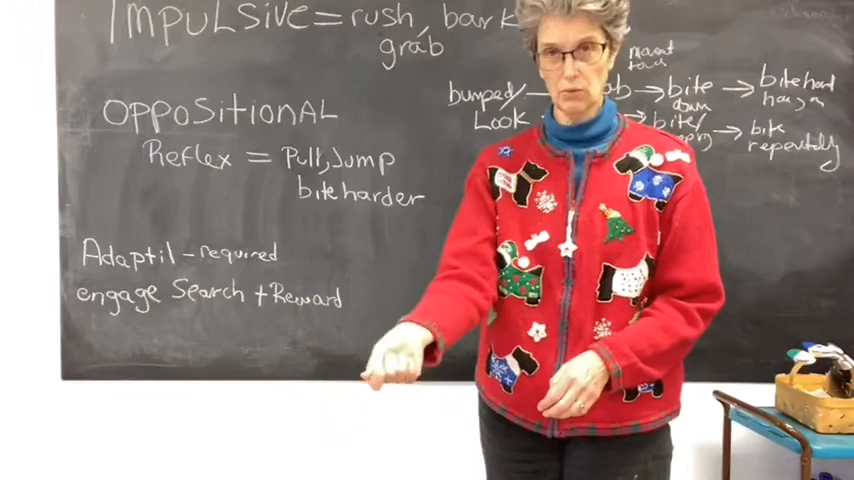 IMPULSIVE = rush, bark
grab
OPPOSitiONAL
Reflex = Pull, Jump
bite harder
Adaptil - required
engage Search + Reward
bumped/
Look
bite
down
bite/
bite hard
bite
repeatedly